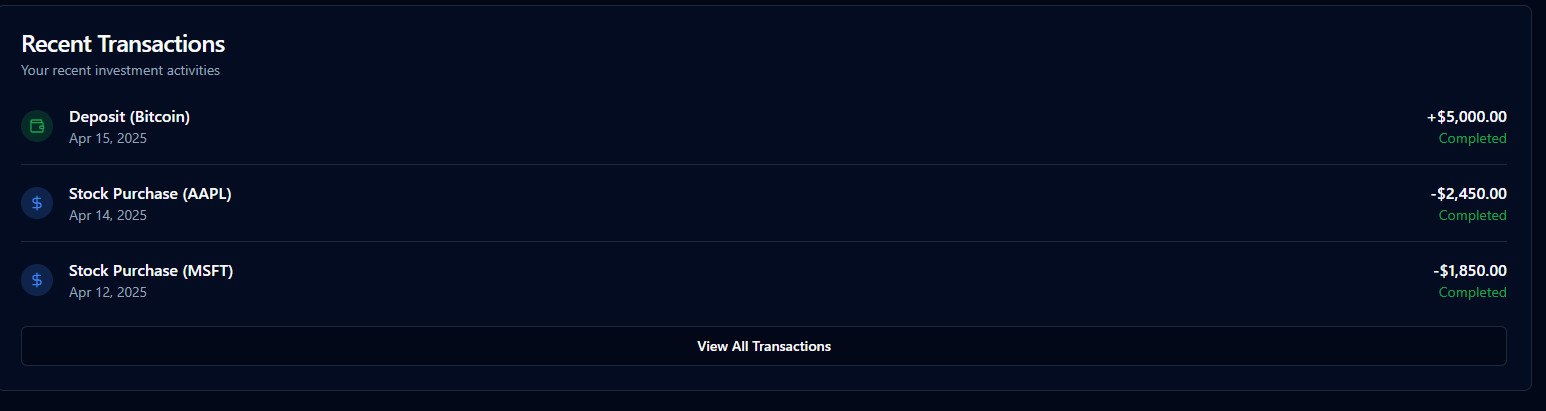 Recent Transactions
Your recent investment activities
Deposit (Bitcoin)
+$5,000.00
Apr 15, 2025
Completed
Stock Purchase (AAPL)
-$2,450.00
Apr 14, 2025
Completed
Stock Purchase (MSFT)
-$1,850.00
Apr 12, 2025
Completed
View All Transactions